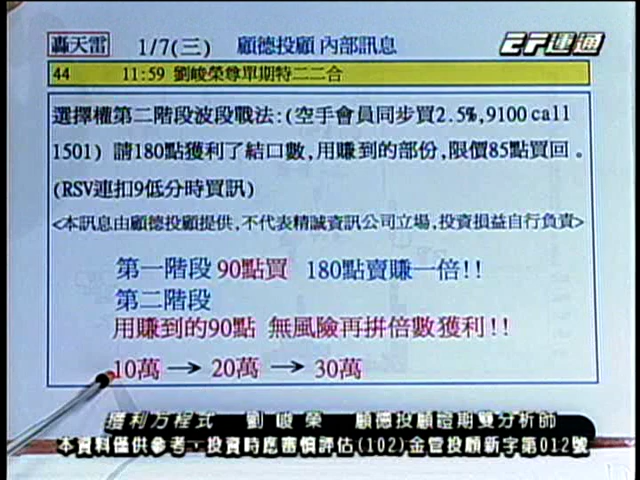 轟天雷 1/7(三) 顧德投顧 內部訊息
EF運通
44 11:59 劉峻榮尊單期特二二合
選擇權第二階段波段戰法:(空手會員同步買2.5%,9100 call
1501) 請180點獲利了結口數,用賺到的部份,限價85點買回。
(RSV連扣9低分時買訊)
<本訊息由顧德投顧提供,不代表精誠資訊公司立場,投資損益自行負責>
第一階段 90點買 180點賣賺一倍!!
第二階段
用賺到的90點 無風險再拚倍數獲利!!
10萬→20萬→30萬
獲利方程式 劉峻榮 顧德投顧證期雙分析師
本資料僅供參考,投資時應審慎評估(102)金管投顧新字第012號